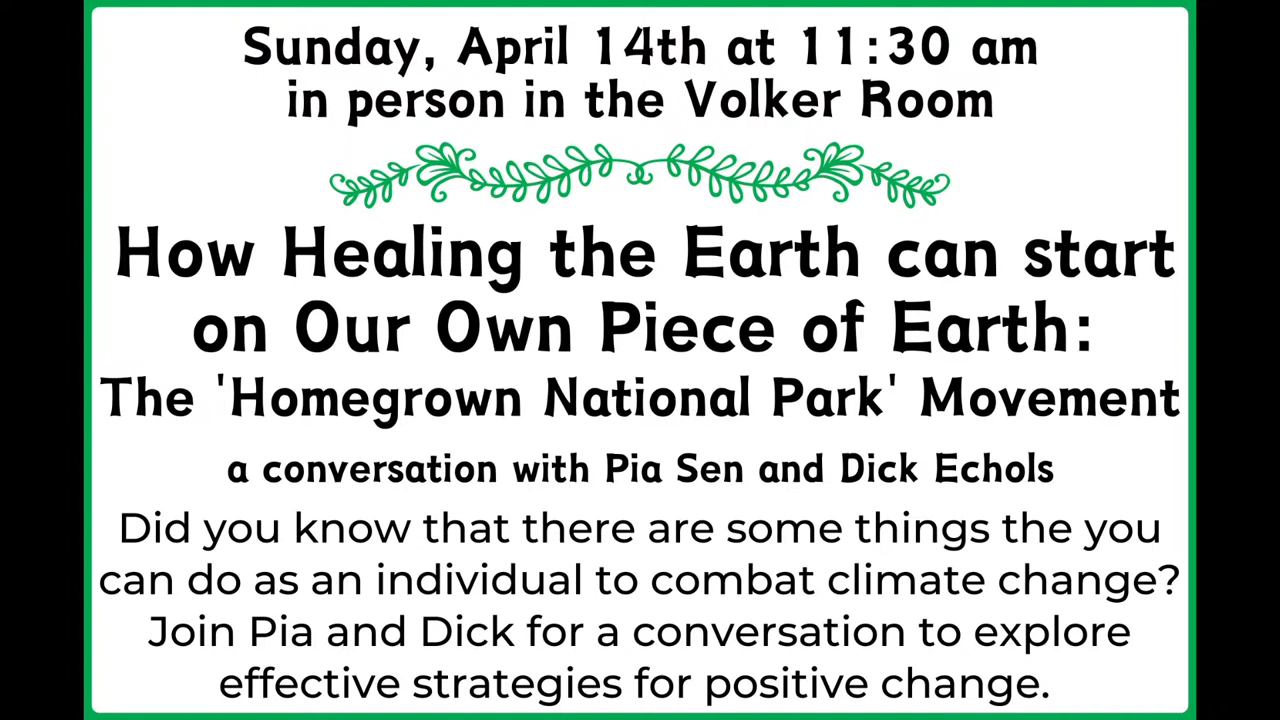 Sunday, April 14th at 11:30 am
in person in the Volker Room
How Healing the Earth can start
on Our Own Piece of Earth:
The 'Homegrown National Park' Movement
a conversation with Pia Sen and Dick Echols
Did you know that there are some things the you
can do as an individual to combat climate change?
Join Pia and Dick for a conversation to explore
effective strategies for positive change.